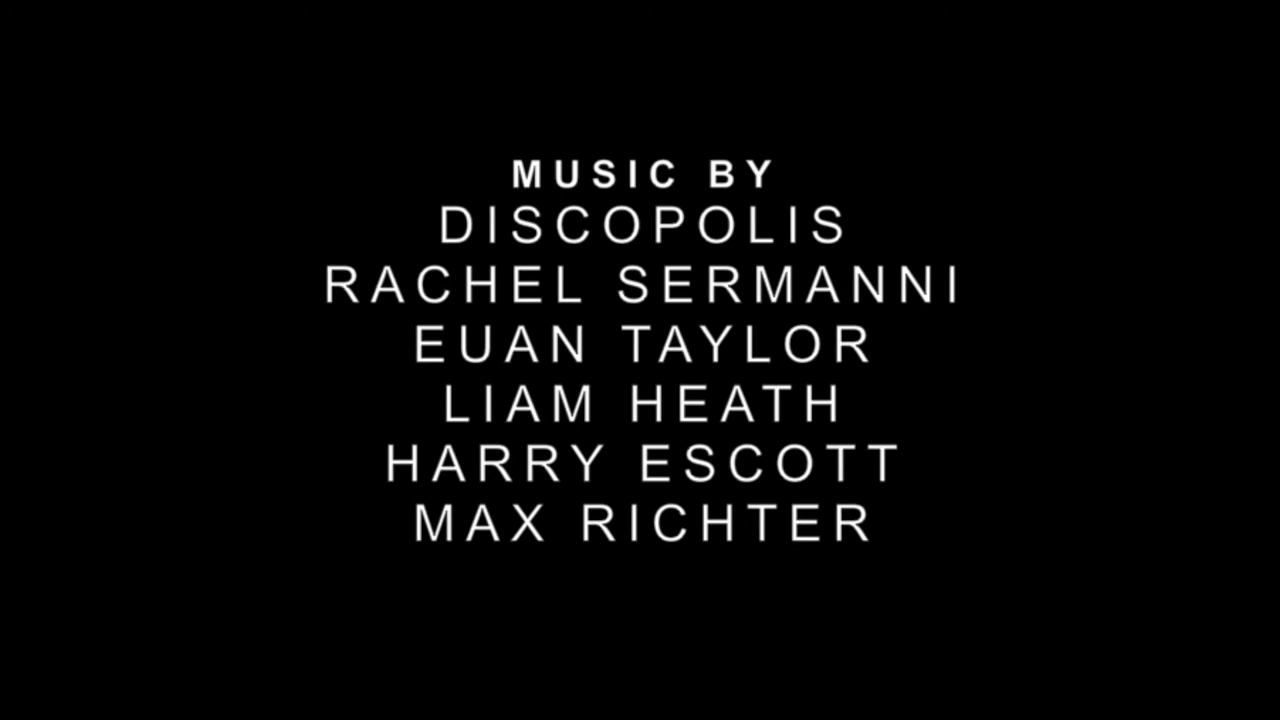 MUSIC BY
DISCOPOLIS
RACHEL SERMANNI
EUAN TAYLOR
LIAM HEATH
HARRY ESCOTT
MAX RICHTER